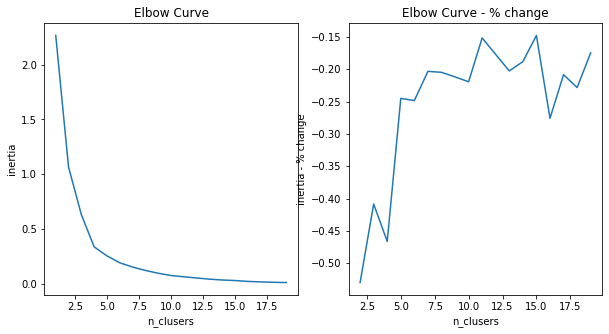 Elbow Curve
inertia
2.0
1.5
1.0
0.5
0.0
2.5 5.0 7.5 10.0 12.5 15.0 17.5
n_clusers
Elbow Curve - % change
inertia - % change
−0.15
−0.20
−0.25
−0.30
−0.35
−0.40
−0.45
−0.50
2.5 5.0 7.5 10.0 12.5 15.0 17.5
n_clusers